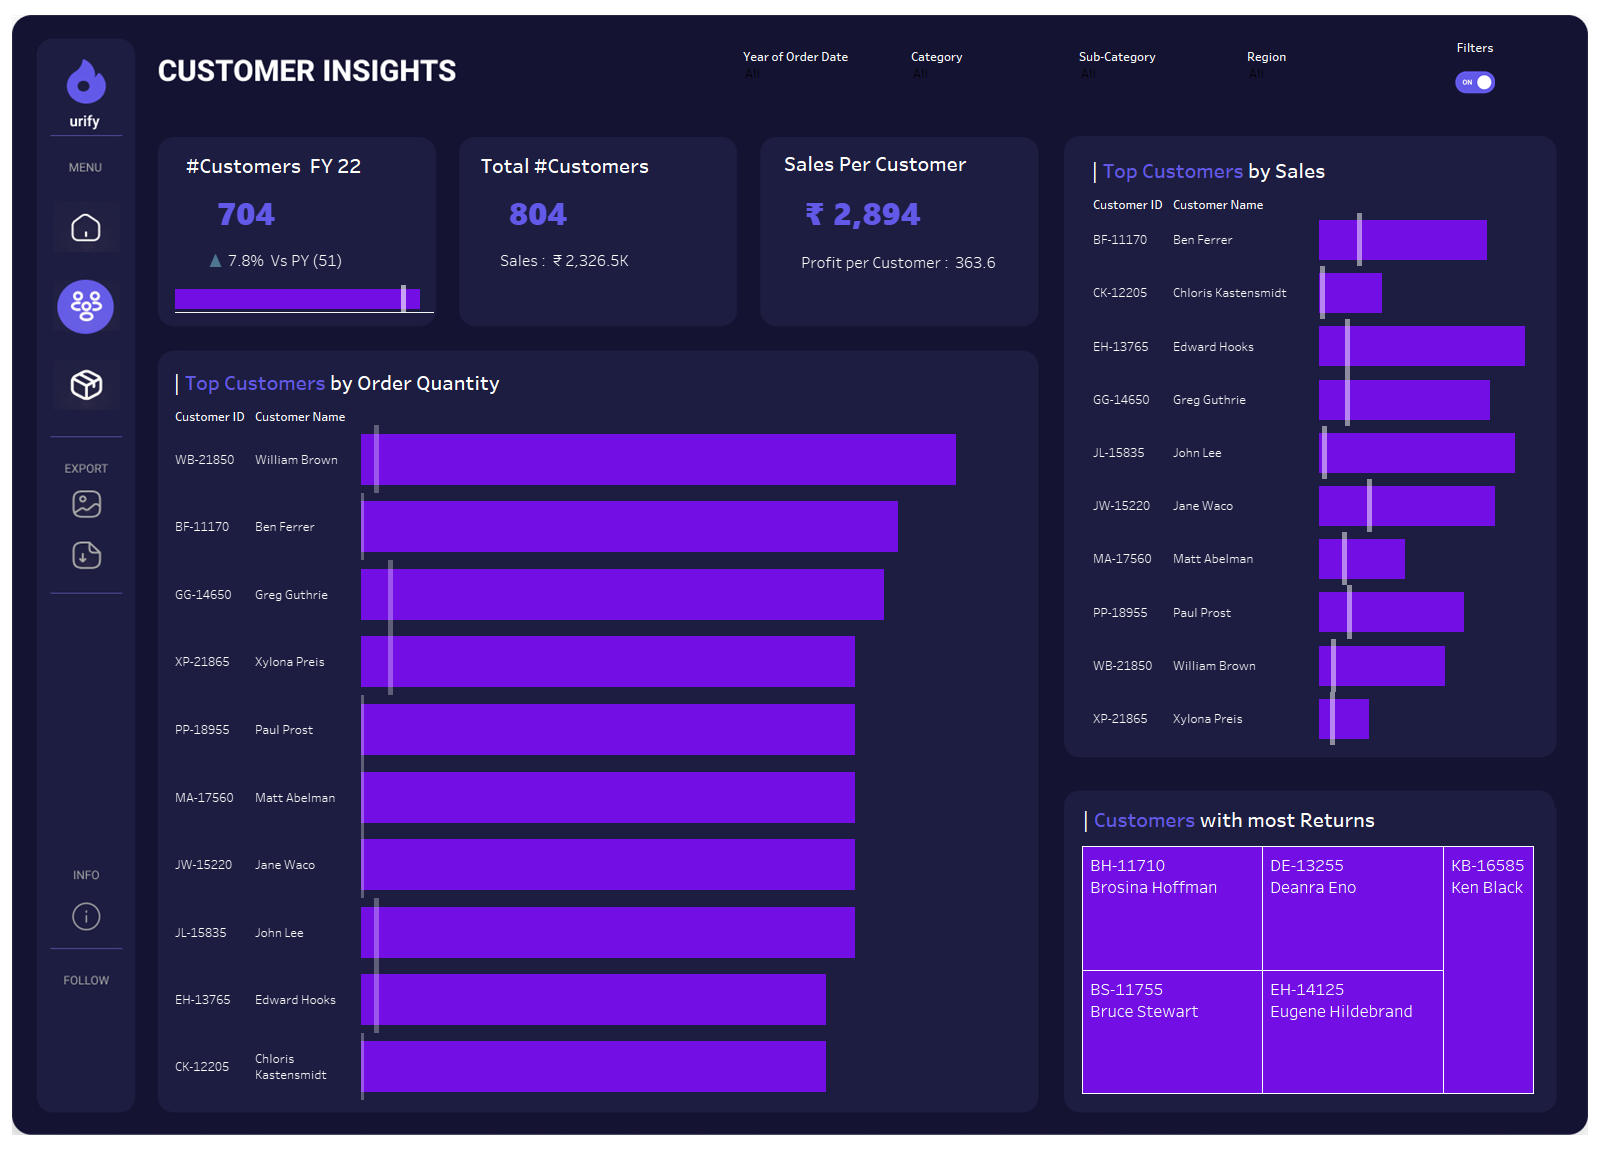 urify
MENU
EXPORT
INFO
FOLLOW
CUSTOMER INSIGHTS
Year of Order Date
All
Category
All
Sub-Category
All
Region
All
Filters
ON
#Customers FY 22
704
▲ 7.8% Vs PY (51)
Total #Customers
804
Sales : ₹ 2,326.5K
Sales Per Customer
₹ 2,894
Profit per Customer : 363.6
| Top Customers by Order Quantity
Customer ID Customer Name
WB-21850 William Brown
BF-11170 Ben Ferrer
GG-14650 Greg Guthrie
XP-21865 Xylona Preis
PP-18955 Paul Prost
MA-17560 Matt Abelman
JW-15220 Jane Waco
JL-15835 John Lee
EH-13765 Edward Hooks
CK-12205 Chloris
Kastensmidt
| Top Customers by Sales
Customer ID Customer Name
BF-11170 Ben Ferrer
CK-12205 Chloris Kastensmidt
EH-13765 Edward Hooks
GG-14650 Greg Guthrie
JL-15835 John Lee
JW-15220 Jane Waco
MA-17560 Matt Abelman
PP-18955 Paul Prost
WB-21850 William Brown
XP-21865 Xylona Preis
| Customers with most Returns
BH-11710
Brosina Hoffman
DE-13255
Deanra Eno
KB-16585
Ken Black
BS-11755
Bruce Stewart
EH-14125
Eugene Hildebrand